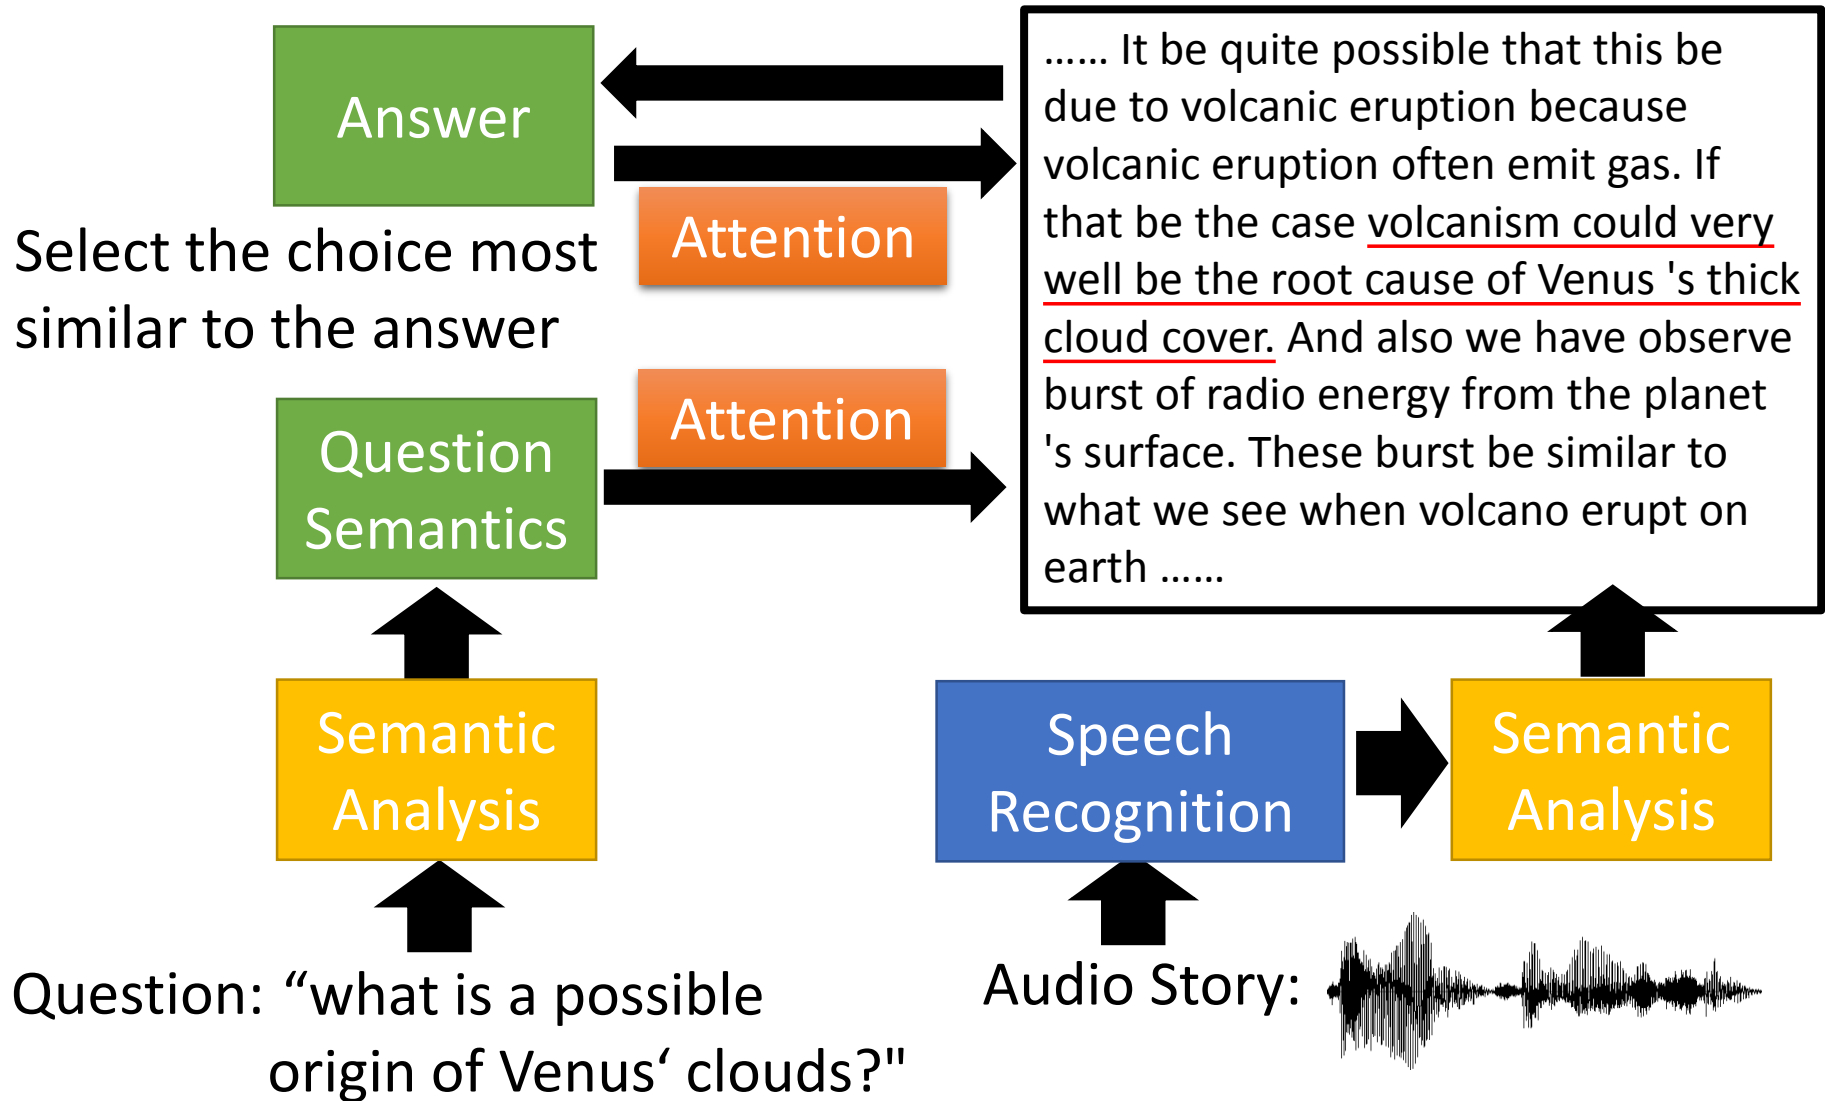 Answer
Select the choice most
similar to the answer
Attention
Attention
Question
Semantics
Semantic
Analysis
Question: “what is a possible
origin of Venus‘ clouds?"
...... It be quite possible that this be
due to volcanic eruption because
volcanic eruption often emit gas. If
that be the case volcanism could very
well be the root cause of Venus 's thick
cloud cover. And also we have observe
burst of radio energy from the planet
's surface. These burst be similar to
what we see when volcano erupt on
earth ......
Speech
Recognition
Semantic
Analysis
Audio Story: